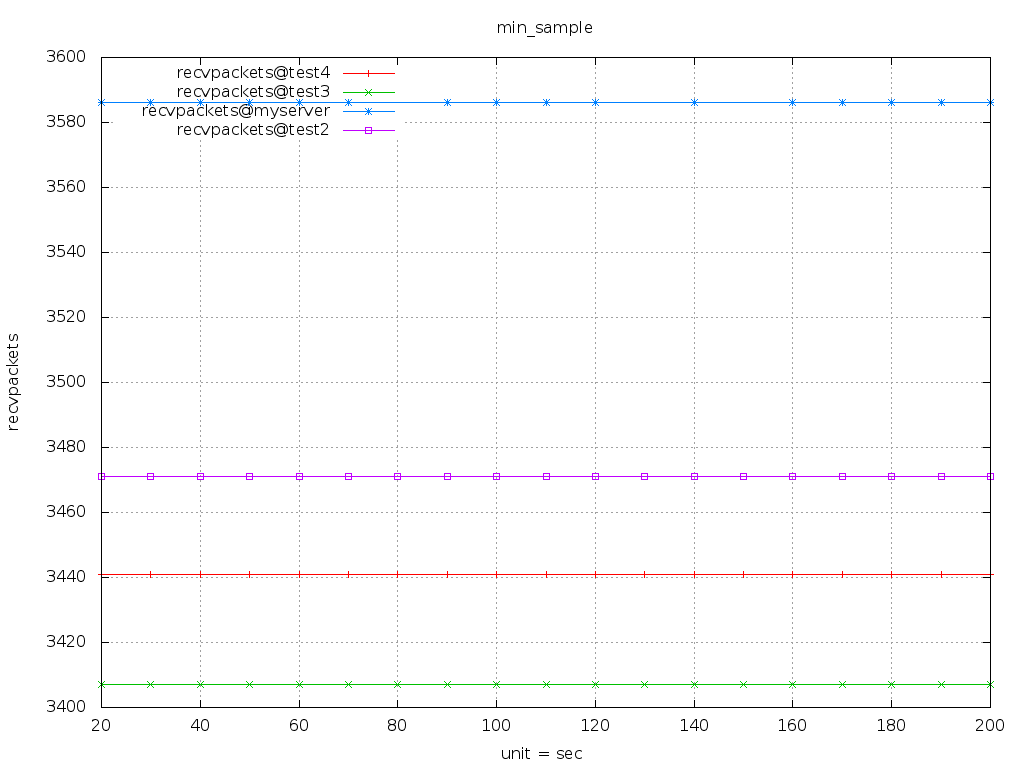 min_sample
3600
3580
3560
3540
3520
3500
3480
3460
3440
3420
3400
recvpackets
recvpackets@test4
recvpackets@test3
recvpackets@myserver
recvpackets@test2
20 40 60 80 100 120 140 160 180 200
unit = sec